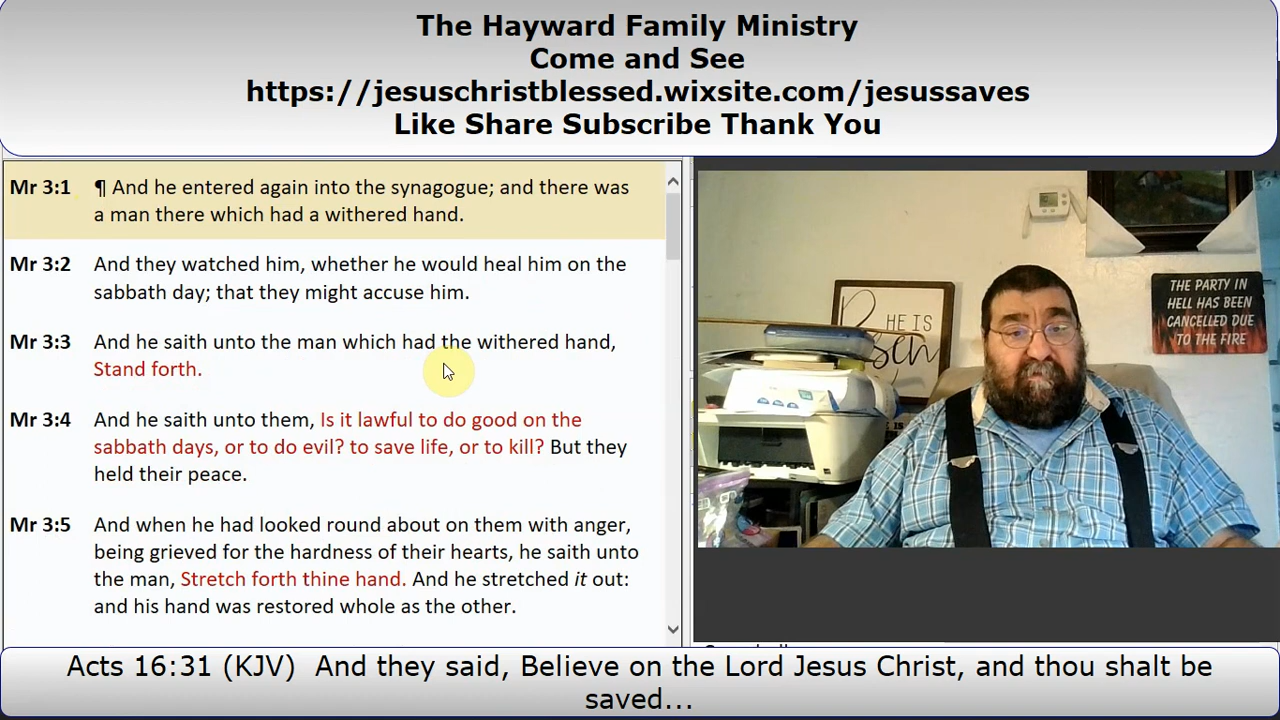 The Hayward Family Ministry
Come and See
https://jesuschristblessed.wixsite.com/jesussaves
Like Share Subscribe Thank You
Mr 3:1 ¶ And he entered again into the synagogue; and there was
a man there which had a withered hand.
Mr 3:2 And they watched him, whether he would heal him on the
sabbath day; that they might accuse him.
Mr 3:3 And he saith unto the man which had the withered hand,
Stand forth.
Mr 3:4 And he saith unto them, Is it lawful to do good on the
sabbath days, or to do evil? to save life, or to kill? But they
held their peace.
Mr 3:5 And when he had looked round about on them with anger,
being grieved for the hardness of their hearts, he saith unto
the man, Stretch forth thine hand. And he stretched it out:
and his hand was restored whole as the other.
HE IS
Risen
THE PARTY IN
HELL HAS BEEN
CANCELLED DUE
TO THE FIRE
Acts 16:31 (KJV) And they said, Believe on the Lord Jesus Christ, and thou shalt be
saved...